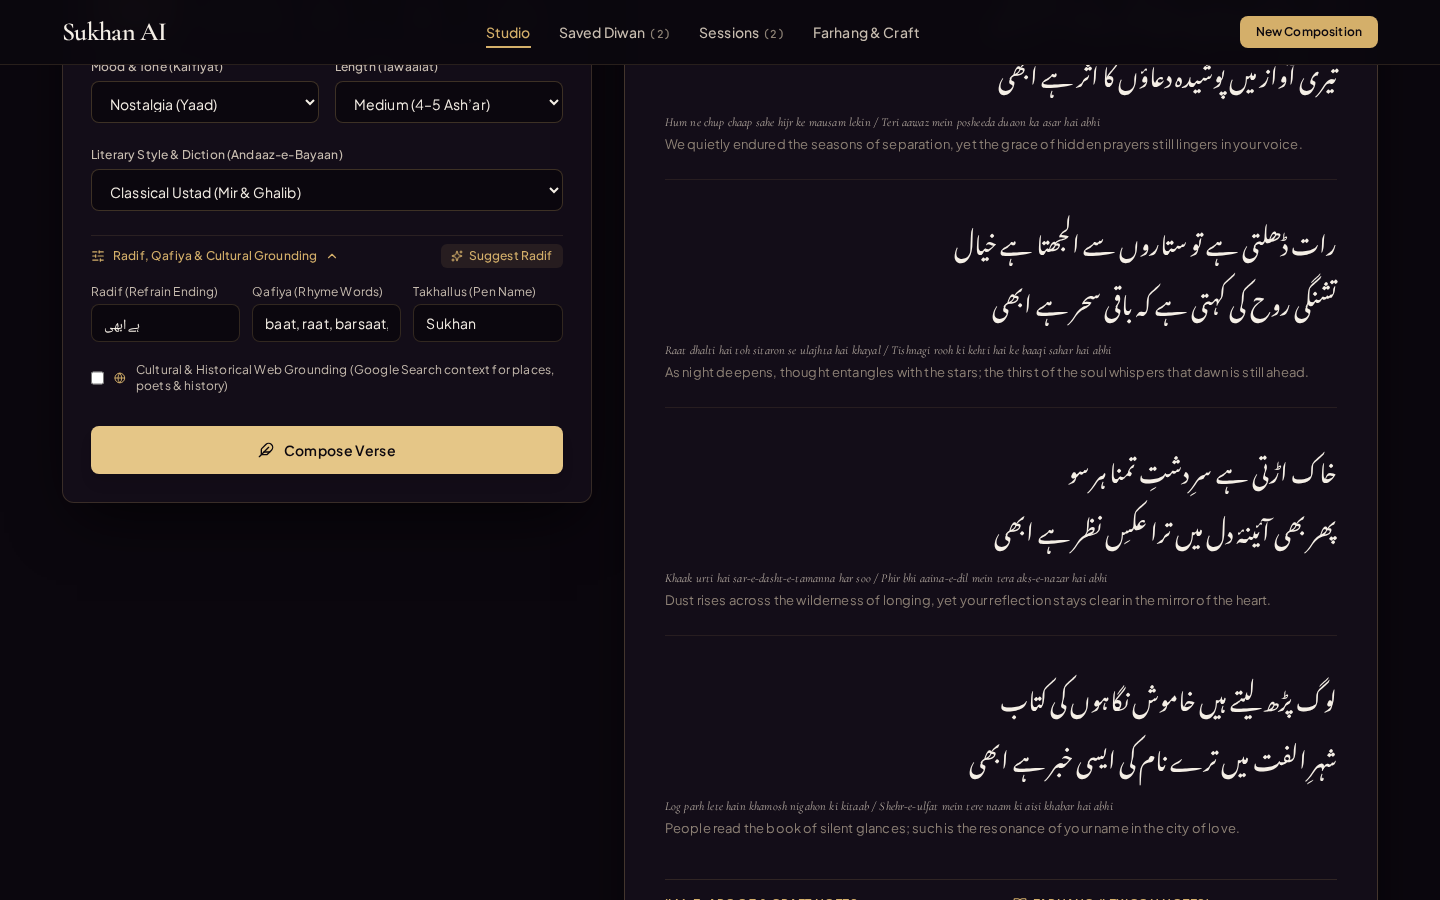 Sukhan AI
Studio
Saved Diwan (2)
Sessions (2)
Farhang & Craft
New Composition
Mood & Tone (Kaifiyat)
Length (Tawaalat)
Nostalgia (Yaad)
Medium (4–5 Ash'ar)
Literary Style & Diction (Andaaz-e-Bayaan)
Classical Ustad (Mir & Ghalib)
Radif, Qafiya & Cultural Grounding
Suggest Radif
Radif (Refrain Ending)
Qafiya (Rhyme Words)
Takhallus (Pen Name)
ہے ابھی
baat, raat, barsaat,
Sukhan
Cultural & Historical Web Grounding (Google Search context for places,
poets & history)
Compose Verse
تیری آواز میں پوشیدہ دعاؤں کا اثر ہے ابھی
Hum ne chup chaap sahe hijr ke mausam lekin / Teri aawaz mein posheeda duaon ka asar hai abhi
We quietly endured the seasons of separation, yet the grace of hidden prayers still lingers in your voice.
رات ڈھلتی ہے تو ستاروں سے الجھتا ہے خیال
تشنگی روح کی کہتی ہے کہ باقی سحر ہے ابھی
Raat dhalti hai toh sitaron se ulajhta hai khayal / Tishnagi rooh ki kehti hai ke baaqi sahar hai abhi
As night deepens, thought entangles with the stars; the thirst of the soul whispers that dawn is still ahead.
خاک اڑتی ہے سرِ دشتِ تمنا ہر سو
پھر بھی آئینۂ دل میں ترا عکسِ نظر ہے ابھی
Khaak urti hai sar-e-dasht-e-tamanna har soo / Phir bhi aaina-e-dil mein tera aks-e-nazar hai abhi
Dust rises across the wilderness of longing, yet your reflection stays clear in the mirror of the heart.
لوگ پڑھ لیتے ہیں خاموش نگاہوں کی کتاب
شہرِ الفت میں ترے نام کی ایسی خبر ہے ابھی
Log parh lete hain khamosh nigahon ki kitaab / Shehr-e-ulfat mein tere naam ki aisi khabar hai abhi
People read the book of silent glances; such is the resonance of your name in the city of love.